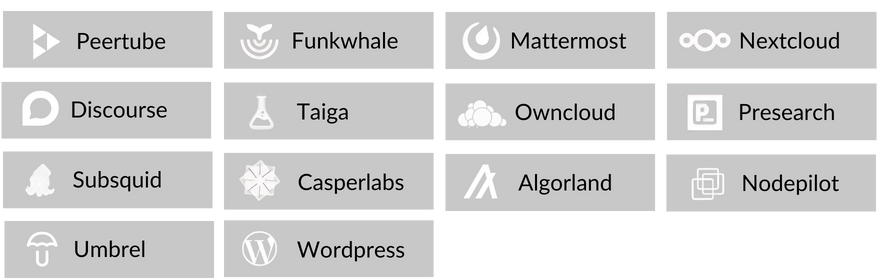 Peertube
Funkwhale
Mattermost
Nextcloud
Discourse
Taiga
Owncloud
Presearch
Subsquid
Casperlabs
Algorland
Nodepilot
Umbrel
Wordpress